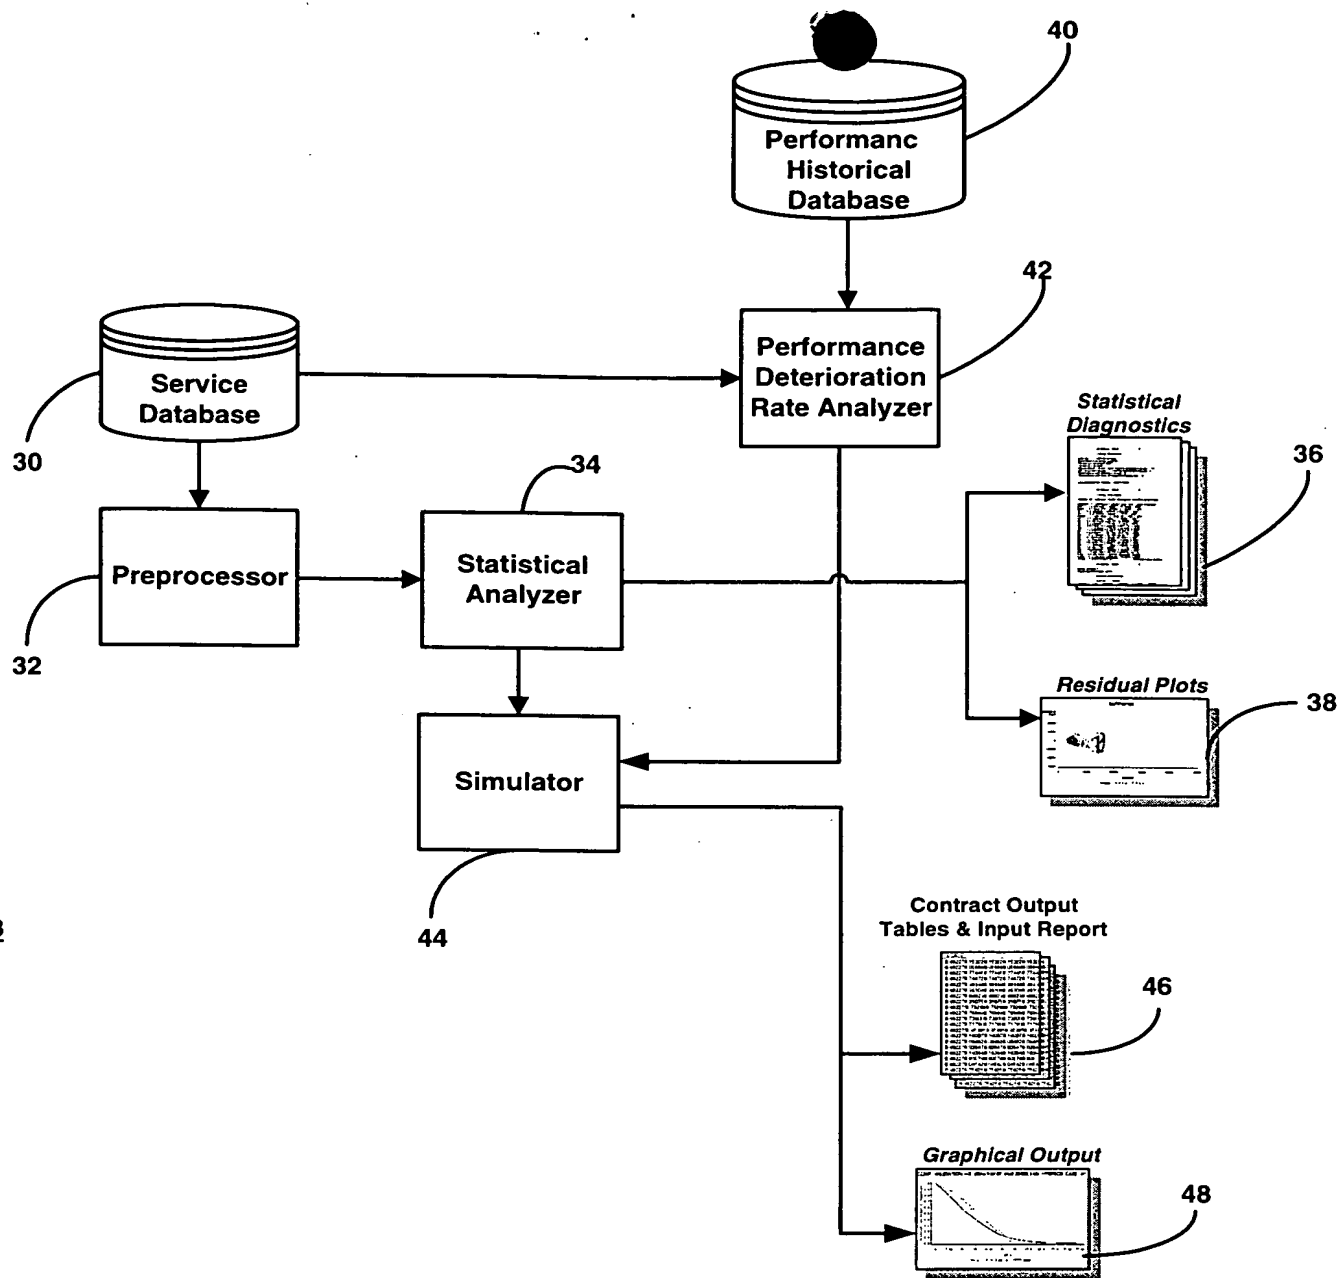 40
Performanc
Historical
Database
42
Performance
Deterioration
Rate Analyzer
Service
Database
30
Statistical
Diagnostics
36
34
Preprocessor
Statistical
Analyzer
32
Residual Plots
38
Simulator
44
Contract Output
Tables & Input Report
46
Graphical Output
48